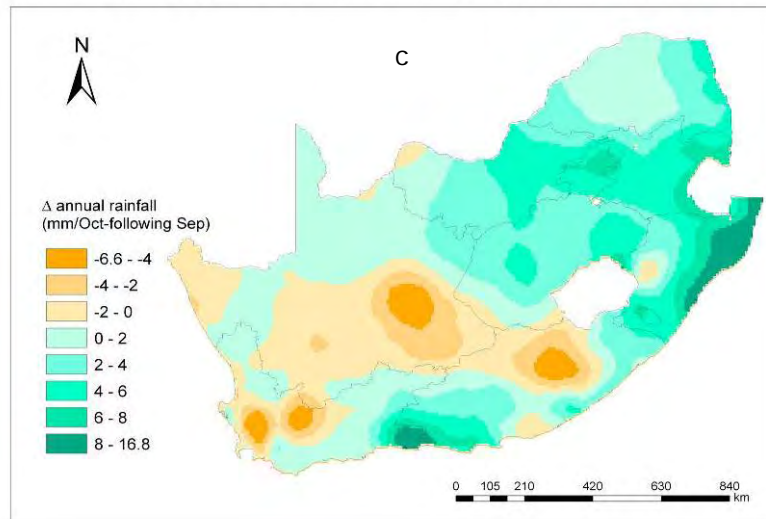 N
C
Δ annual rainfall
(mm/Oct-following Sep)
-6.6 - -4
-4 - -2
-2 - 0
0 - 2
2 - 4
4 - 6
6 - 8
8 - 16.8
0 105 210 420 630 840
km